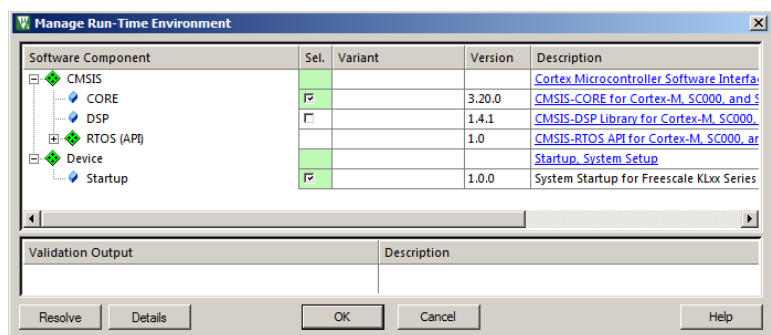 Manage Run-Time Environment
Software Component Sel. Variant Version Description
CMSIS Cortex Microcontroller Software Interfa
CORE 3.20.0 CMSIS-CORE for Cortex-M, SC000, and S
DSP 1.4.1 CMSIS-DSP Library for Cortex-M, SC000,
RTOS (API) 1.0 CMSIS-RTOS API for Cortex-M, SC000, ar
Device Startup, System Setup
Startup 1.0.0 System Startup for Freescale KLxx Series
Validation Output Description
Resolve Details OK Cancel Help